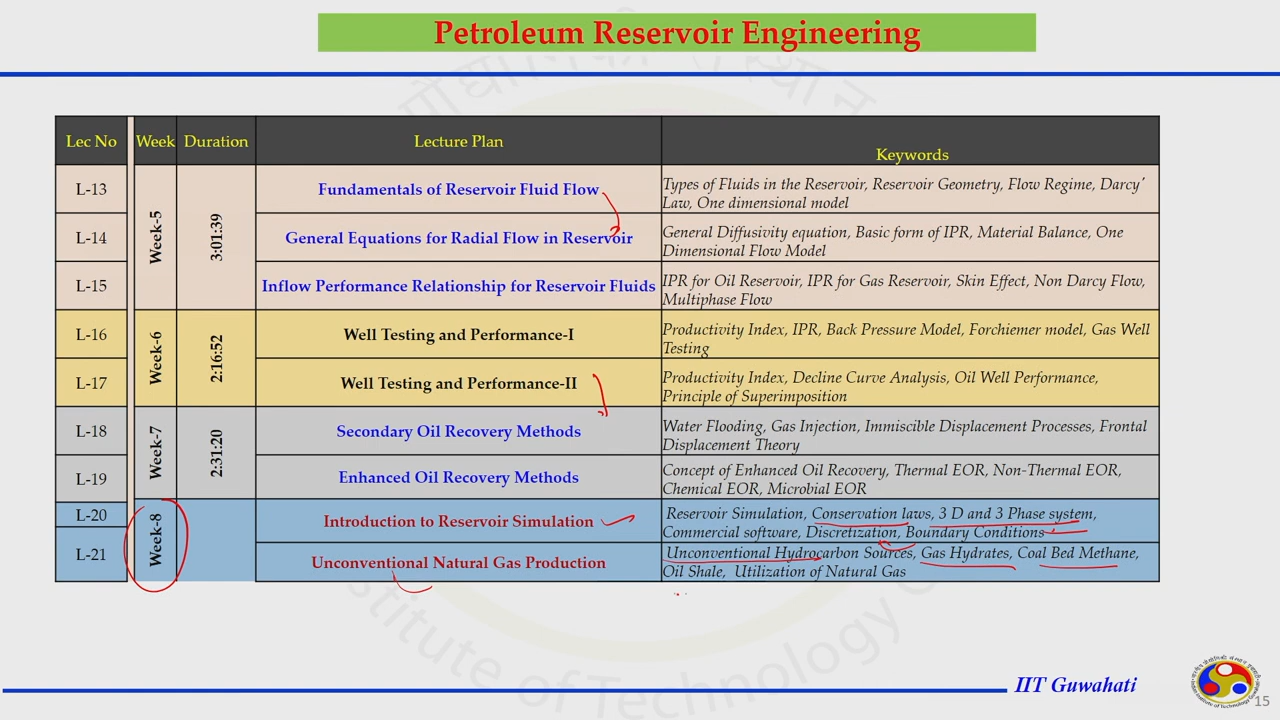 Petroleum Reservoir Engineering
Lec No Week Duration Lecture Plan Keywords
L-13 Fundamentals of Reservoir Fluid Flow Types of Fluids in the Reservoir, Reservoir Geometry, Flow Regime, Darcy'
Law, One dimensional model
Week-5 3:01:39
L-14 General Equations for Radial Flow in Reservoir General Diffusivity equation, Basic form of IPR, Material Balance, One
Dimensional Flow Model
L-15 Inflow Performance Relationship for Reservoir Fluids IPR for Oil Reservoir, IPR for Gas Reservoir, Skin Effect, Non Darcy Flow,
Multiphase Flow
L-16 Well Testing and Performance-I Productivity Index, IPR, Back Pressure Model, Forchiemer model, Gas Well
Testing
Week-6 2:16:52
L-17 Well Testing and Performance-II Productivity Index, Decline Curve Analysis, Oil Well Performance,
Principle of Superimposition
L-18 Secondary Oil Recovery Methods Water Flooding, Gas Injection, Immiscible Displacement Processes, Frontal
Displacement Theory
Week-7 2:31:20
L-19 Enhanced Oil Recovery Methods Concept of Enhanced Oil Recovery, Thermal EOR, Non-Thermal EOR,
Chemical EOR, Microbial EOR
L-20 Introduction to Reservoir Simulation Reservoir Simulation, Conservation laws, 3 D and 3 Phase system,
Commercial software, Discretization, Boundary Conditions
Week-8
L-21 Unconventional Natural Gas Production Unconventional Hydrocarbon Sources, Gas Hydrates, Coal Bed Methane,
Oil Shale, Utilization of Natural Gas
IIT Guwahati
15